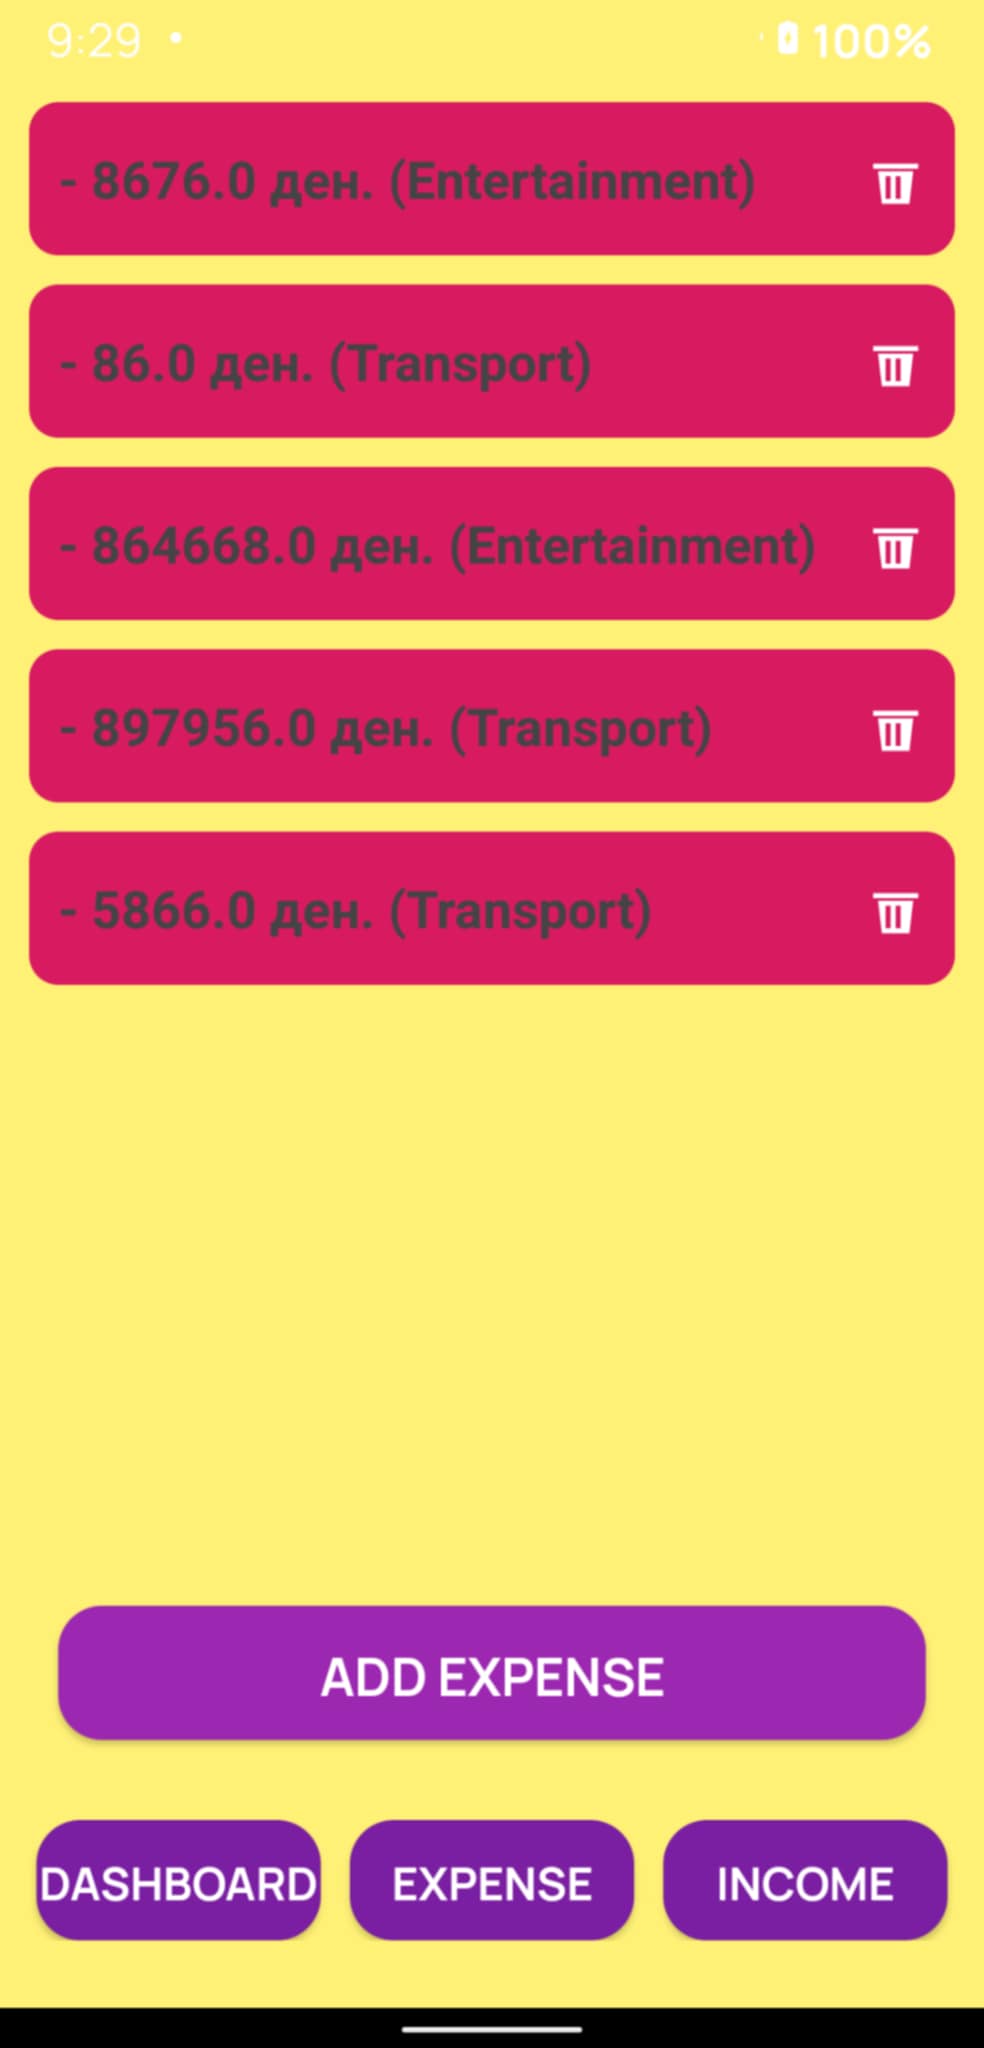 9:29
100%
- 8676.0 ден. (Entertainment)
- 86.0 ден. (Transport)
- 864668.0 ден. (Entertainment)
- 897956.0 ден. (Transport)
- 5866.0 ден. (Transport)
ADD EXPENSE
DASHBOARD EXPENSE INCOME